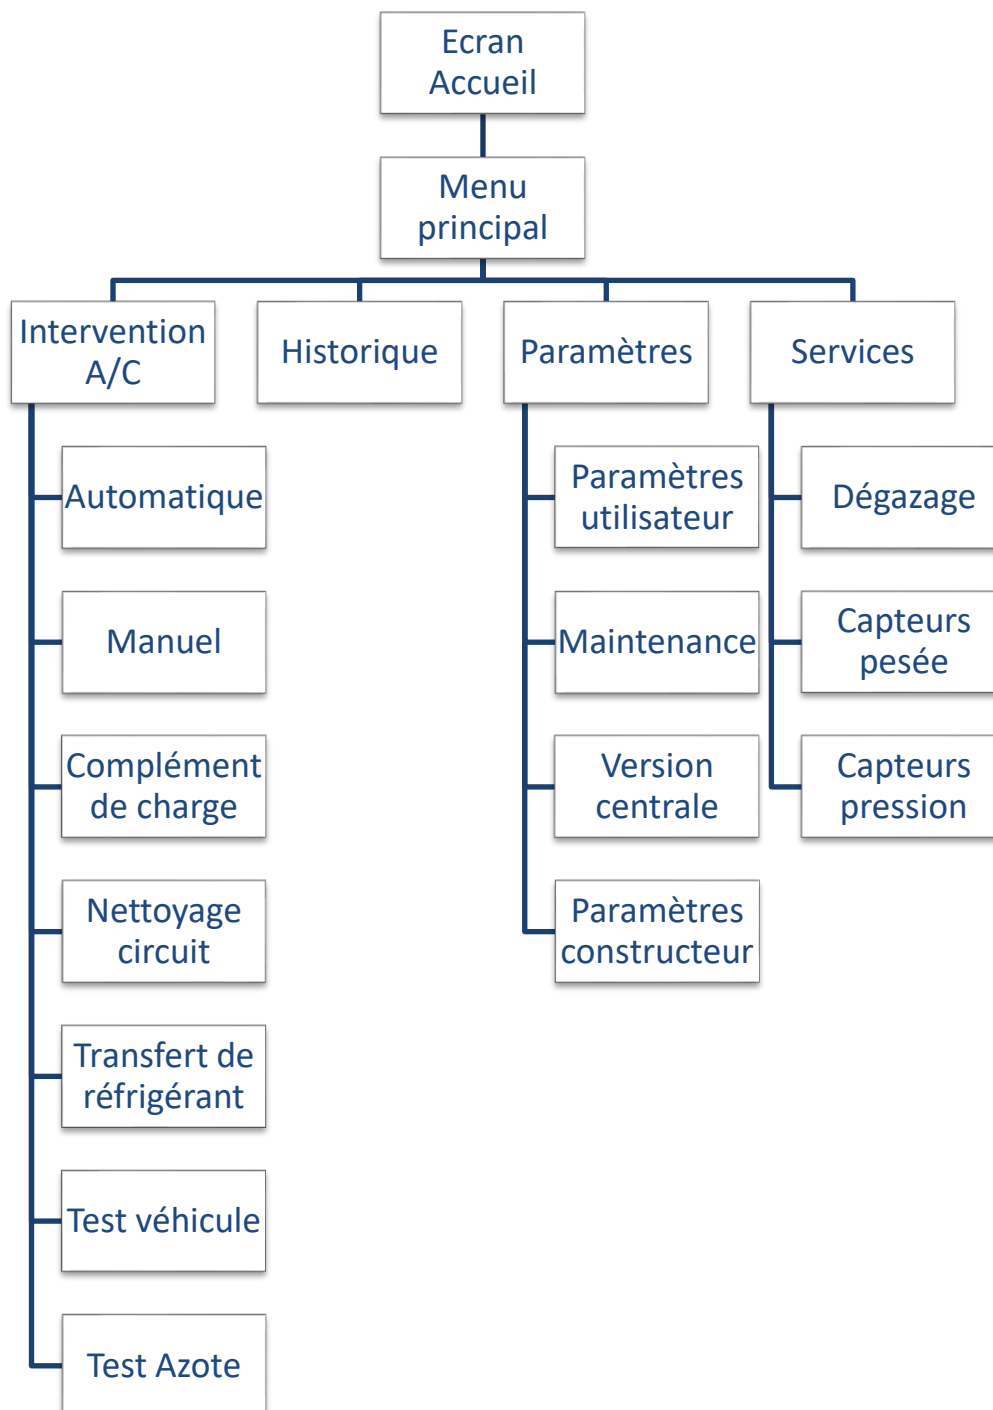 Ecran
Accueil
Menu
principal
Intervention
A/C
Historique
Paramètres
Services
Automatique
Manuel
Complément
de charge
Nettoyage
circuit
Transfert de
réfrigérant
Test véhicule
Test Azote
Paramètres
utilisateur
Maintenance
Version
centrale
Paramètres
constructeur
Dégazage
Capteurs
pesée
Capteurs
pression